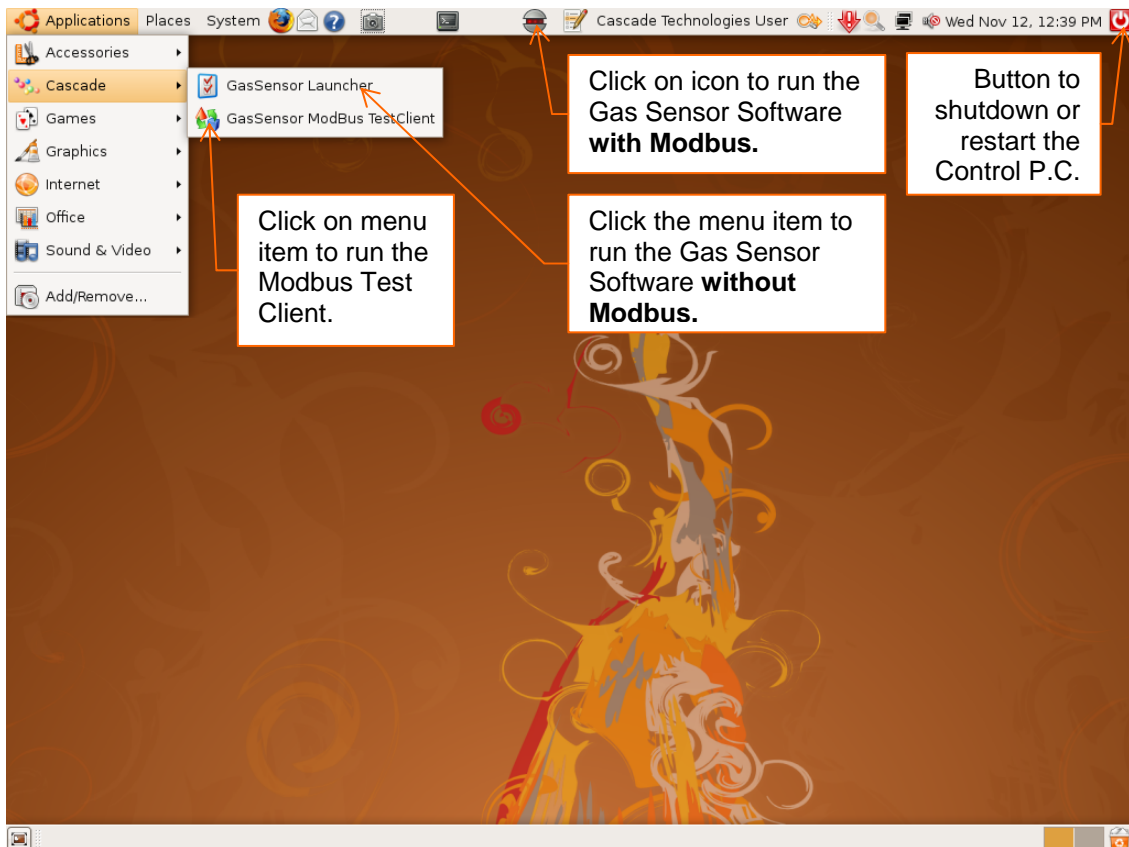 Applications Places System Cascade Technologies User Wed Nov 12, 12:39 PM
Accessories
Cascade
Games
Graphics
Internet
Office
Sound & Video
Add/Remove...
GasSensor Launcher
GasSensor ModBus TestClient
Click on menu
item to run the
Modbus Test
Client.
Click on icon to run the
Gas Sensor Software
with Modbus.
Click the menu item to
run the Gas Sensor
Software without
Modbus.
Button to
shutdown or
restart the
Control P.C.